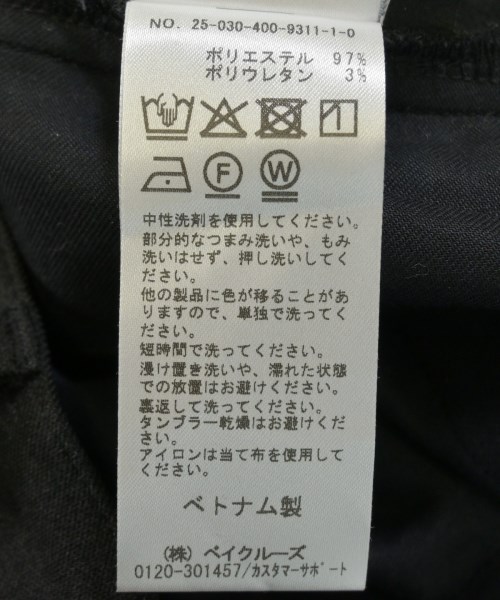 NO. 25-030-400-9311-1-0
ポリエステル 97%
ポリウレタン 3%
F W
中性洗剤を使用してください。
部分的なつまみ洗いや、もみ
洗いはせず、押し洗いしてく
ださい。
他の製品に色が移ることがあ
りますので、単独で洗ってく
ださい。
短時間で洗ってください。
浸け置き洗いや、濡れた状態
での放置はお避けください。
裏返して洗ってください。
タンブラー乾燥はお避けくだ
さい。
アイロンは当て布を使用して
ください。
ベトナム製
(株) ベイクルーズ
0120-301457/カスタマーサポート